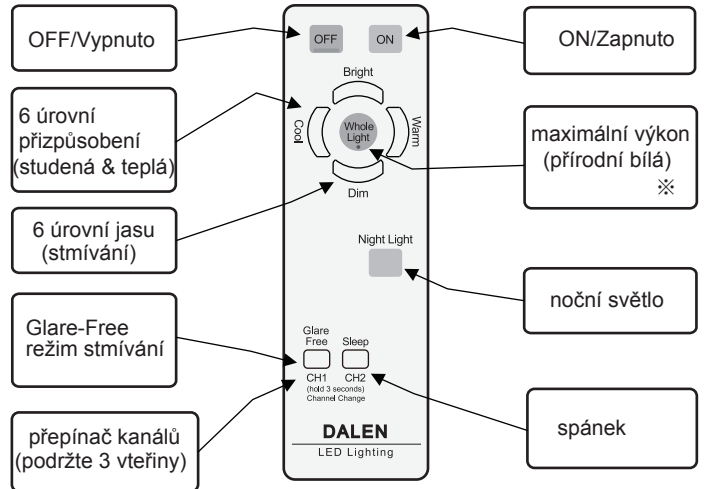 OFF/Vypnuto
6 úrovní
přizpůsobení
(studená & teplá)
6 úrovní jasu
(stmívání)
Glare-Free
režim stmívání
přepínač kanálů
(podržte 3 vteřiny)
OFF ON
Bright
Cool
Whole
Light
Warm
Dim
Night Light
Glare
Free Sleep
CH1 CH2
(hold 3 seconds)
Channel Change
DALEN
LED Lighting
ON/Zapnuto
maximální výkon
(přírodní bílá)
※
noční světlo
spánek